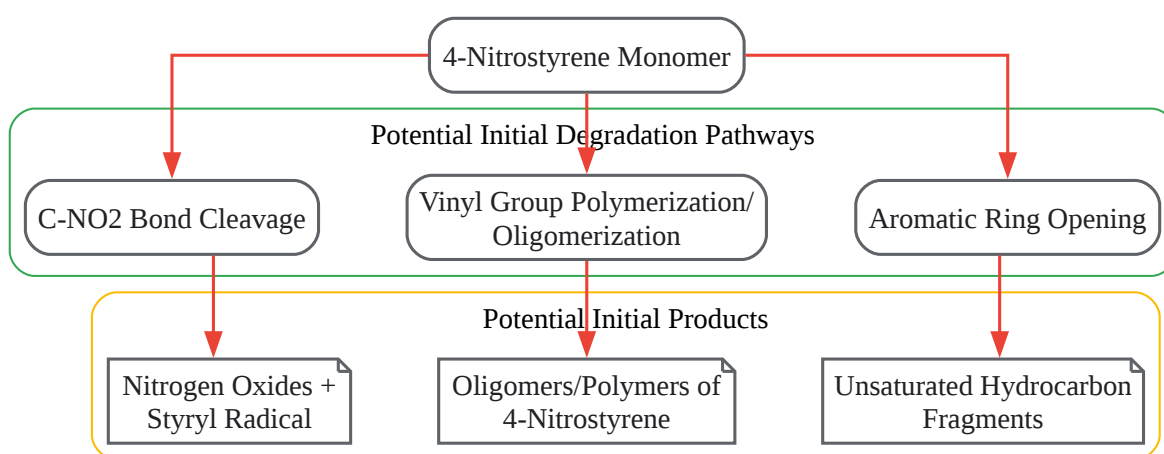 4-Nitrostyrene Monomer
Potential Initial Degradation Pathways
C-NO2 Bond Cleavage
Vinyl Group Polymerization/
Oligomerization
Aromatic Ring Opening
Potential Initial Products
Nitrogen Oxides +
Styryl Radical
Oligomers/Polymers of
4-Nitrostyrene
Unsaturated Hydrocarbon
Fragments